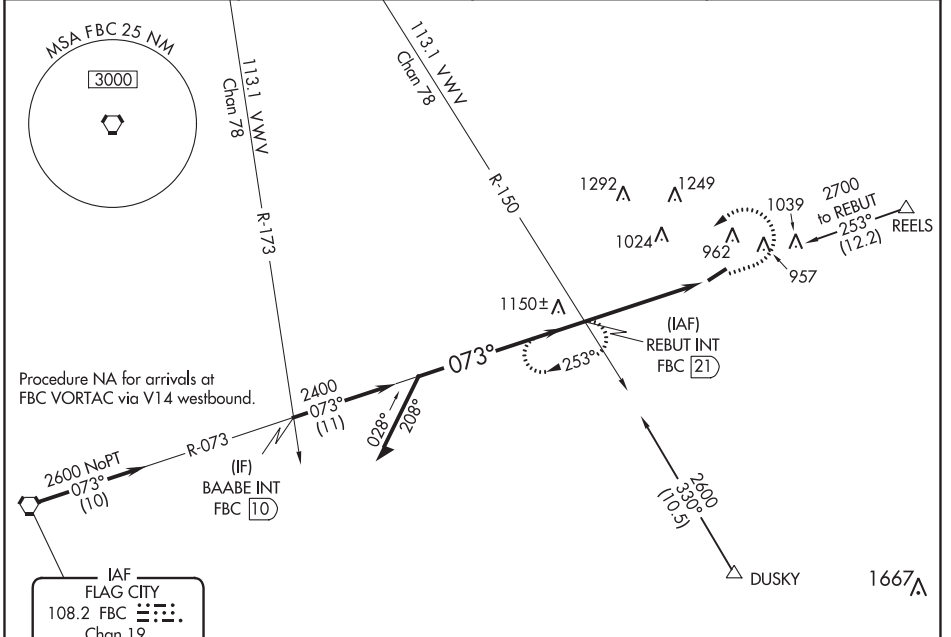 MSA FBC 25 NM
3000
113.1 VWV
Chan 78
R-173
113.1 VWV
Chan 78
R-150
1292
1249
1024
962
1039
957
2700
to REBUT
253°
(12.2)
REELS
1150±
(IAF)
REBUT INT
FBC 21
073°
253°
Procedure NA for arrivals at
FBC VORTAC via V14 westbound.
2400
073°
(11)
028°
208°
R-073
2600 NoPT
073°
(10)
(IF)
BAABE INT
FBC 10
2600
330°
(10.5)
DUSKY
1667
IAF
FLAG CITY
108.2 FBC
Chan 19